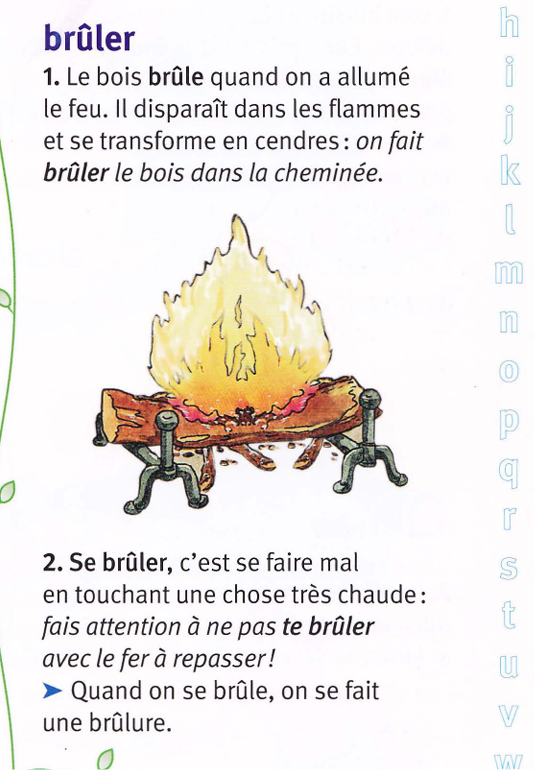 brûler
1. Le bois brûle quand on a allumé
le feu. Il disparaît dans les flammes
et se transforme en cendres : on fait
brûler le bois dans la cheminée.
2. Se brûler, c’est se faire mal
en touchant une chose très chaude :
fais attention à ne pas te brûler
avec le fer à repasser !
➤ Quand on se brûle, on se fait
une brûlure.
h
i
j
k
l
m
n
o
p
q
r
s
t
u
v
w